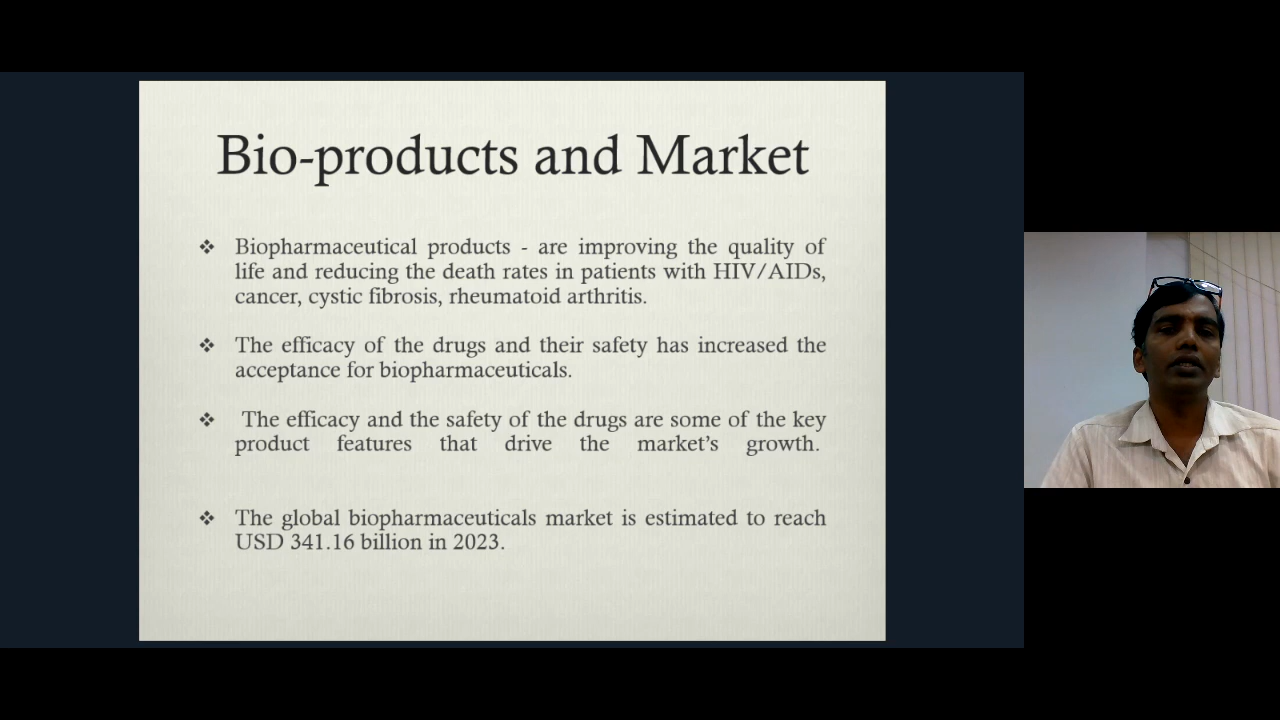 Bio-products and Market
❖ Biopharmaceutical products - are improving the quality of
life and reducing the death rates in patients with HIV/AIDs,
cancer, cystic fibrosis, rheumatoid arthritis.
❖ The efficacy of the drugs and their safety has increased the
acceptance for biopharmaceuticals.
❖ The efficacy and the safety of the drugs are some of the key
product features that drive the market’s growth.
❖ The global biopharmaceuticals market is estimated to reach
USD 341.16 billion in 2023.